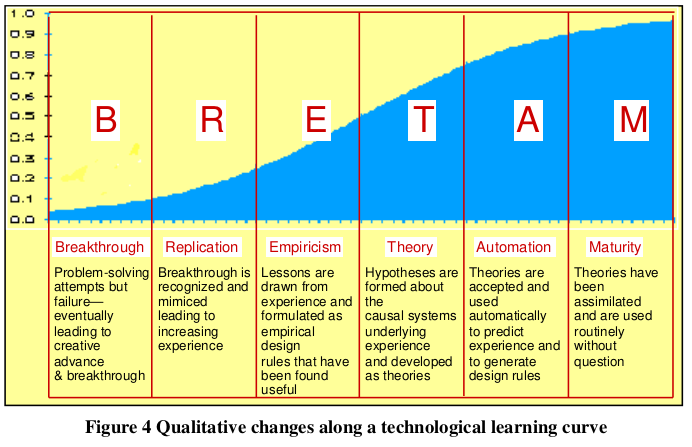 1.0
0.9
0.8
0.7
0.6
0.5
0.4
0.3
0.2
0.1
0.0
B R E T A M
Breakthrough
Problem-solving
attempts but
failure—
eventually
leading to
creative
advance
& breakthrough
Replication
Breakthrough is
recognized and
mimiced
leading to
increasing
experience
Empiricism
Lessons are
drawn from
experience and
formulated as
empirical
design
rules that have
been found
useful
Theory
Hypotheses are
formed about
the
causal systems
underlying
experience
and developed
as theories
Automation
Theories are
accepted and
used
automatically
to predict
experience and
to generate
design rules
Maturity
Theories have
been
assimilated
and are used
routinely
without
question
Figure 4 Qualitative changes along a technological learning curve